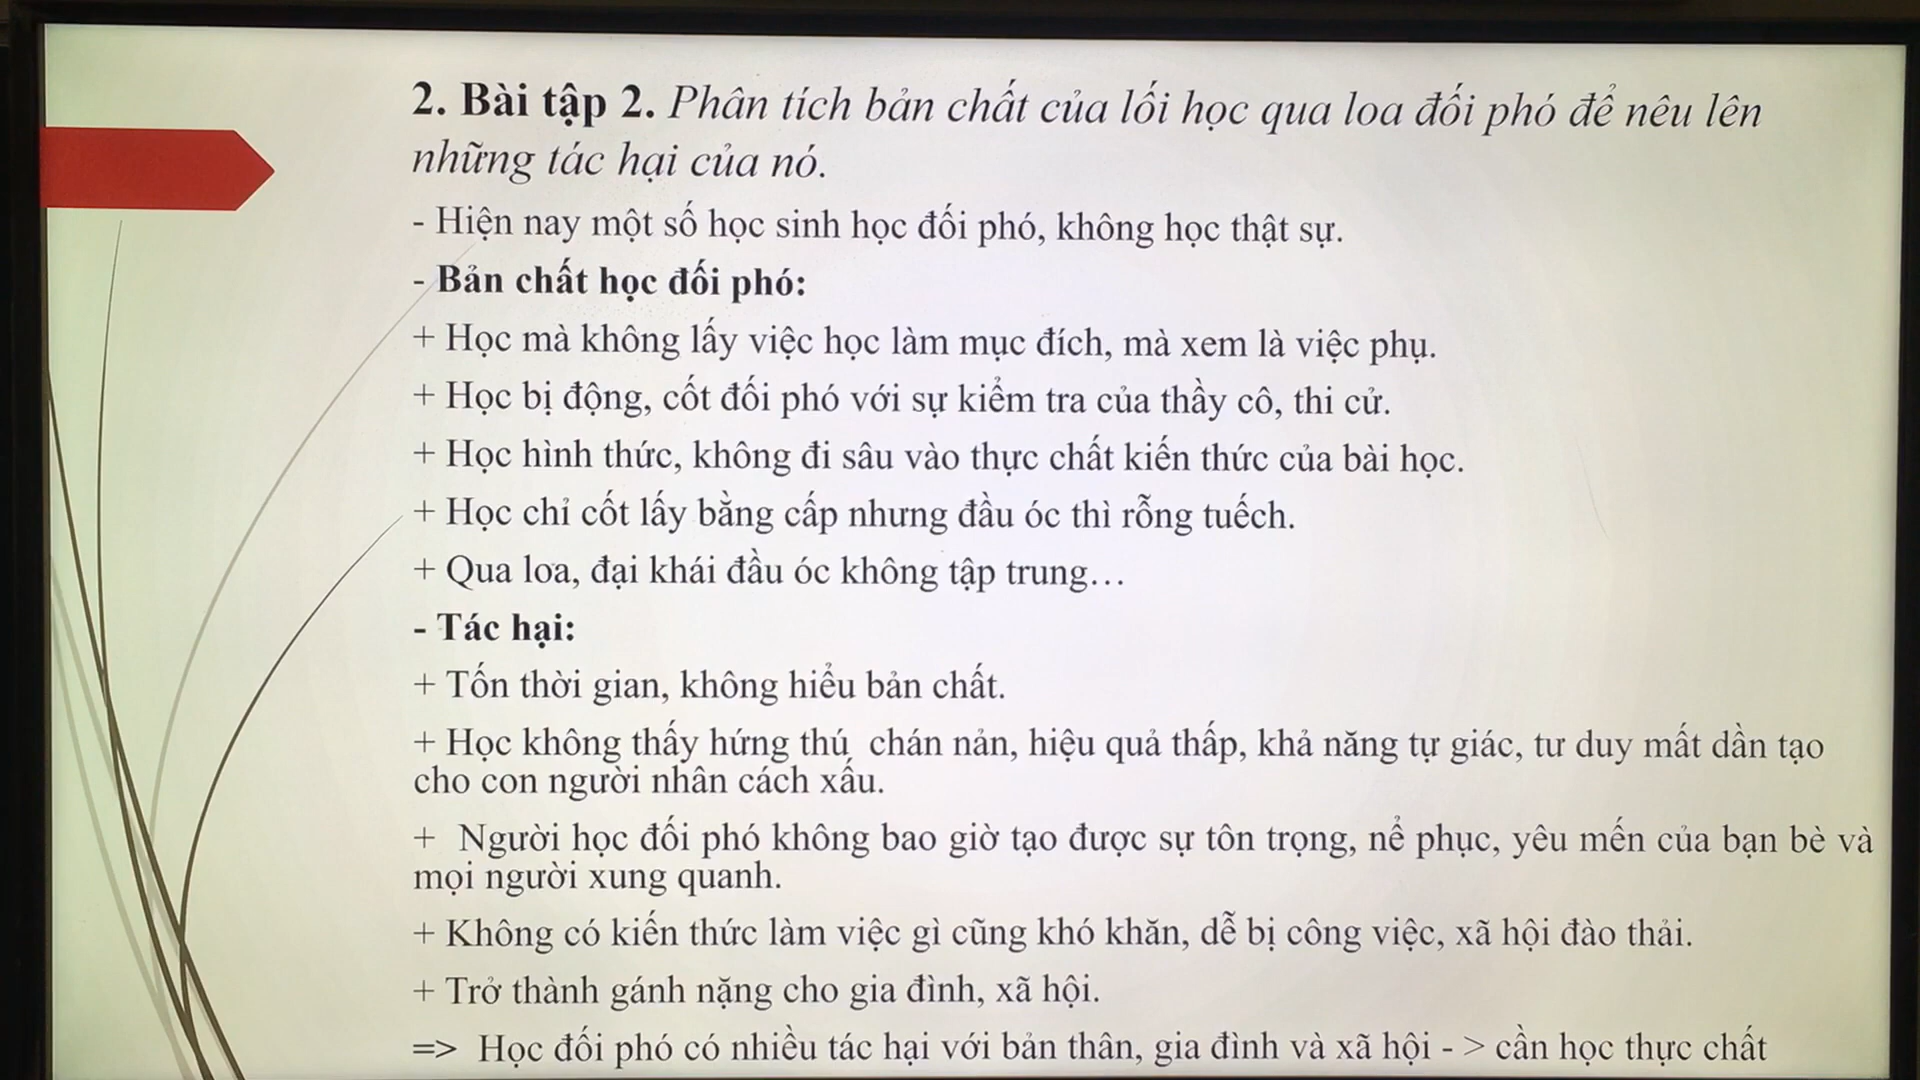 2. Bài tập 2. Phân tích bản chất của lối học qua loa đối phó để nêu lên
những tác hại của nó.
- Hiện nay một số học sinh học đối phó, không học thật sự.
- Bản chất học đối phó:
+ Học mà không lấy việc học làm mục đích, mà xem là việc phụ.
+ Học bị động, cốt đối phó với sự kiểm tra của thầy cô, thi cử.
+ Học hình thức, không đi sâu vào thực chất kiến thức của bài học.
+ Học chỉ cốt lấy bằng cấp nhưng đầu óc thì rỗng tuếch.
+ Qua loa, đại khái đầu óc không tập trung…
- Tác hại:
+ Tốn thời gian, không hiểu bản chất.
+ Học không thấy hứng thú  chán nản, hiệu quả thấp, khả năng tự giác, tư duy mất dần tạo
cho con người nhân cách xấu.
+  Người học đối phó không bao giờ tạo được sự tôn trọng, nể phục, yêu mến của bạn bè và
mọi người xung quanh.
+ Không có kiến thức làm việc gì cũng khó khăn, dễ bị công việc, xã hội đào thải.
+ Trở thành gánh nặng cho gia đình, xã hội.
=>  Học đối phó có nhiều tác hại với bản thân, gia đình và xã hội - > cần học thực chất